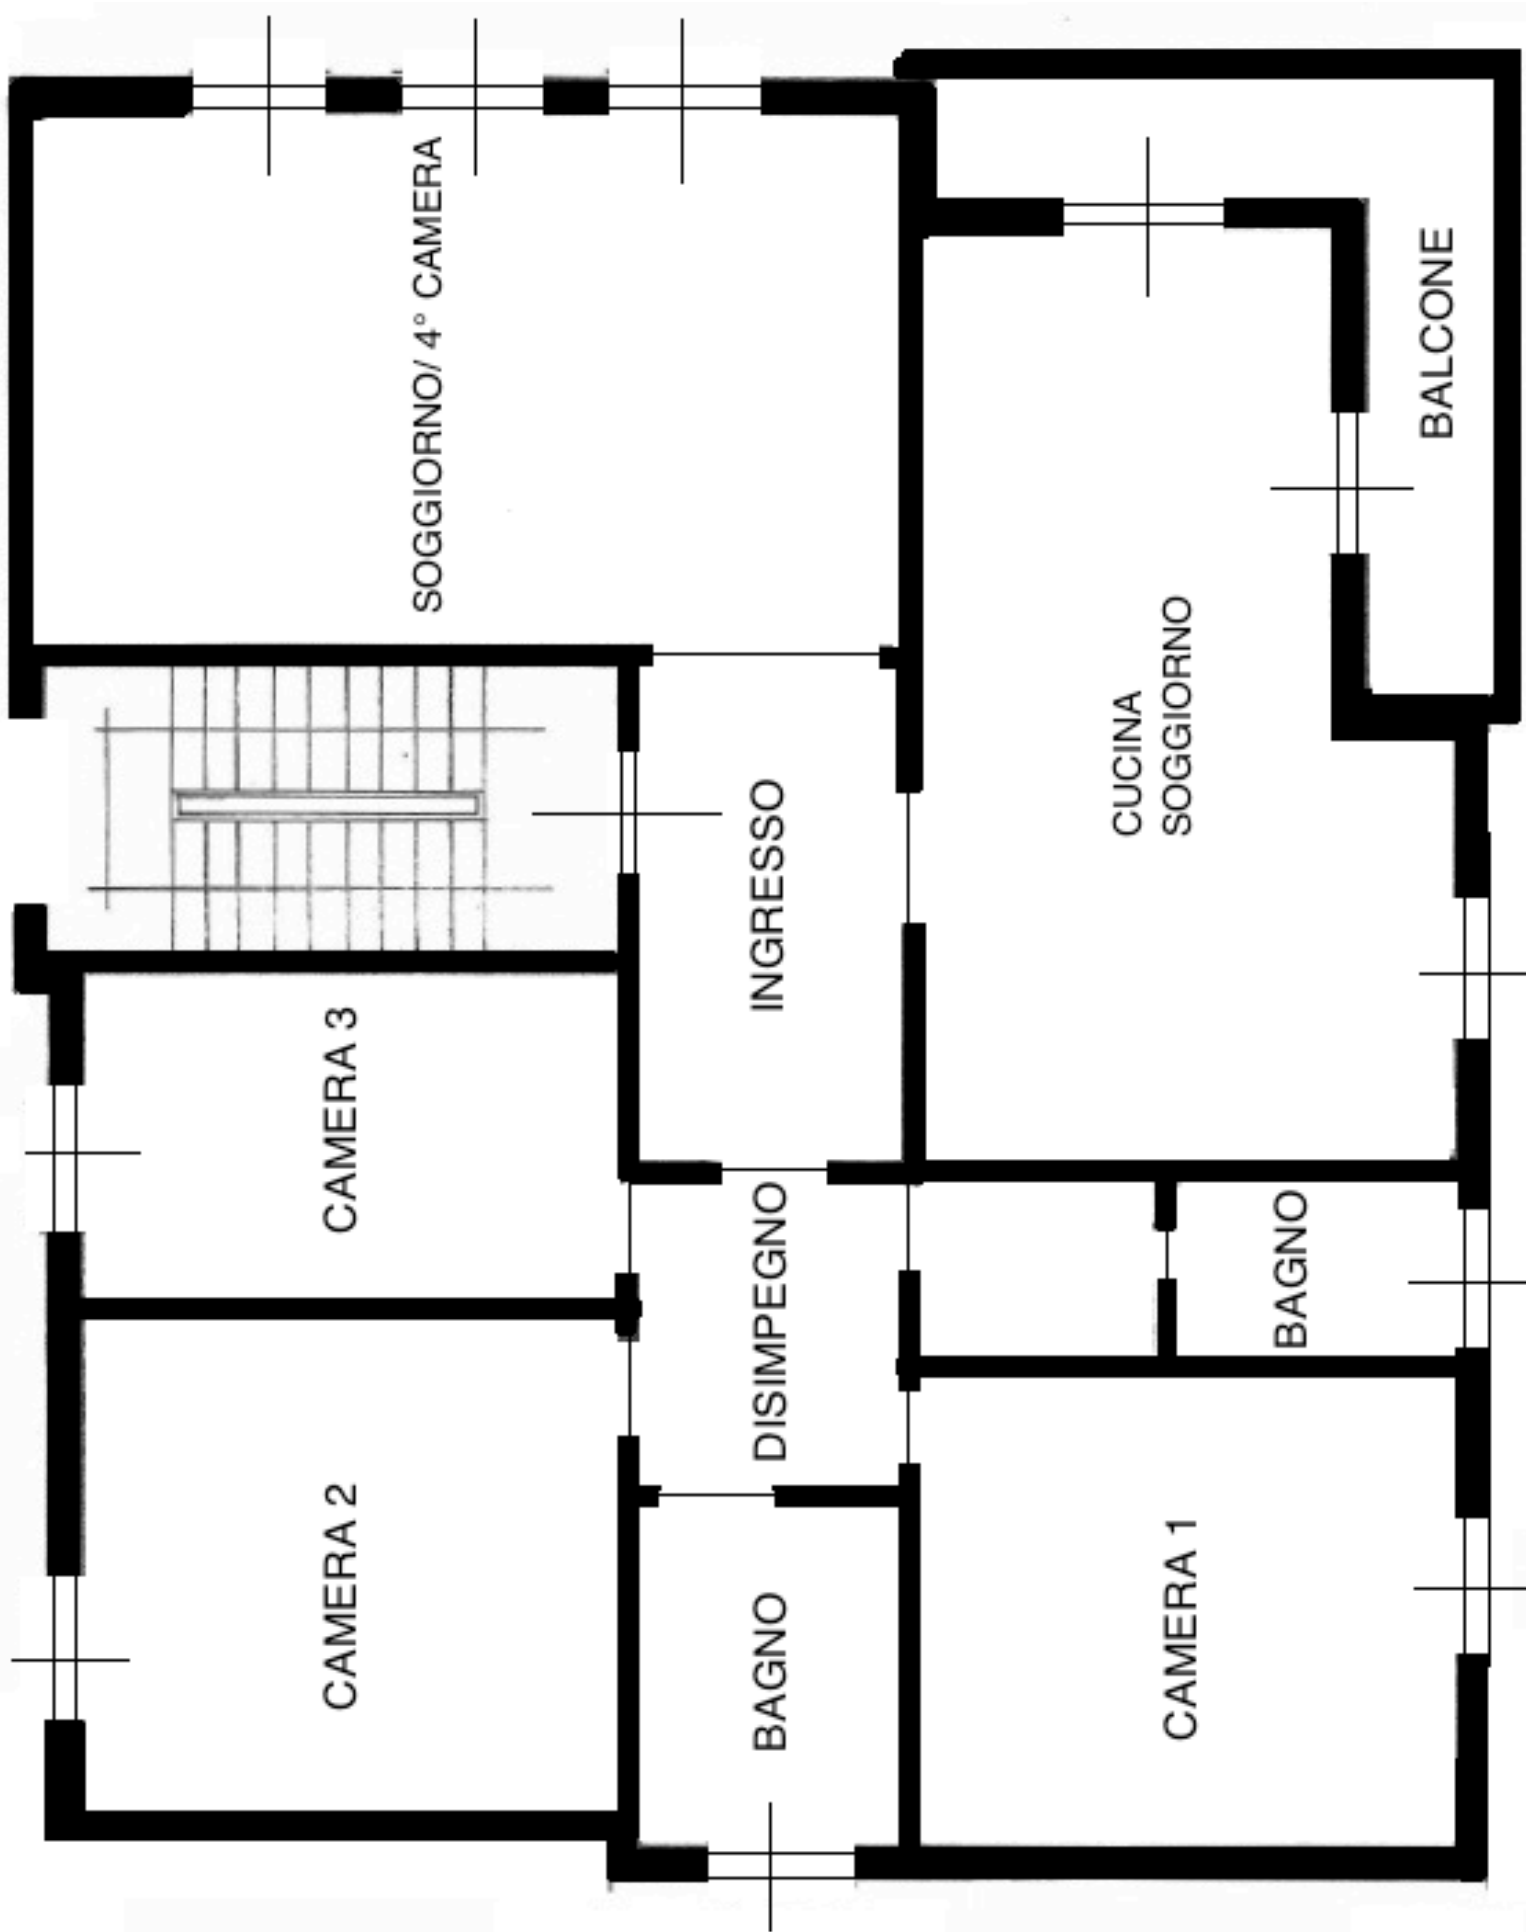 SOGGIORNO/ 4° CAMERA
BALCONE
CUCINA
SOGGIORNO
INGRESSO
CAMERA 3
DISIMPEGNO
BAGNO
CAMERA 2
BAGNO
CAMERA 1